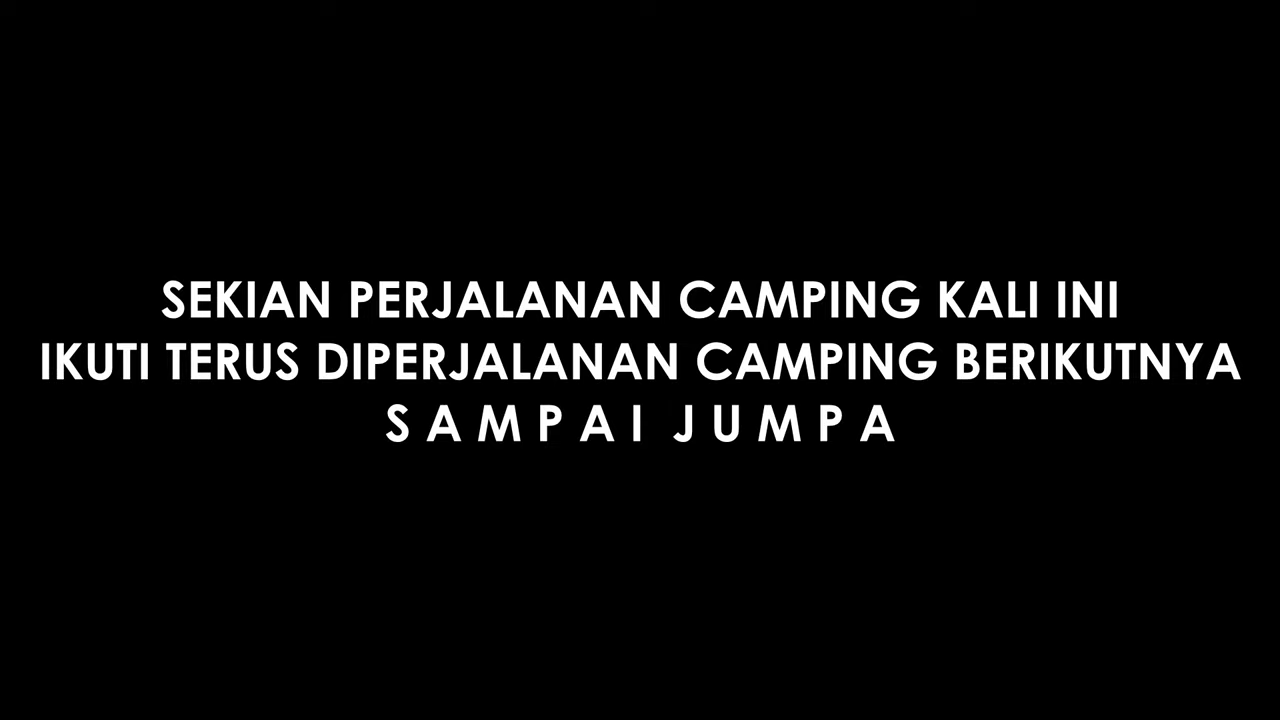 SEKIAN PERJALANAN CAMPING KALI INI
IKUTI TERUS DIPERJALANAN CAMPING BERIKUTNYA
S A M P A I  J U M P A